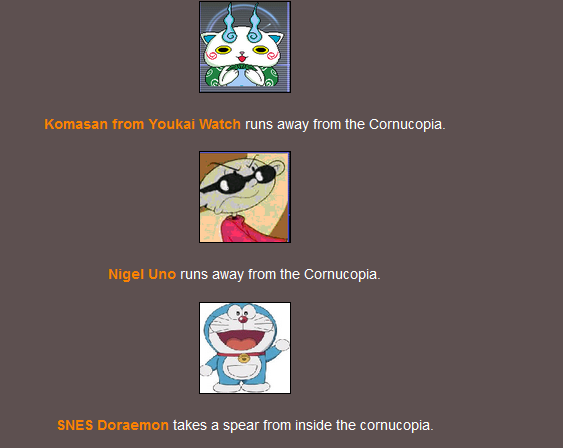 Komasan from Youkai Watch runs away from the Cornucopia.
Nigel Uno runs away from the Cornucopia.
SNES Doraemon takes a spear from inside the cornucopia.